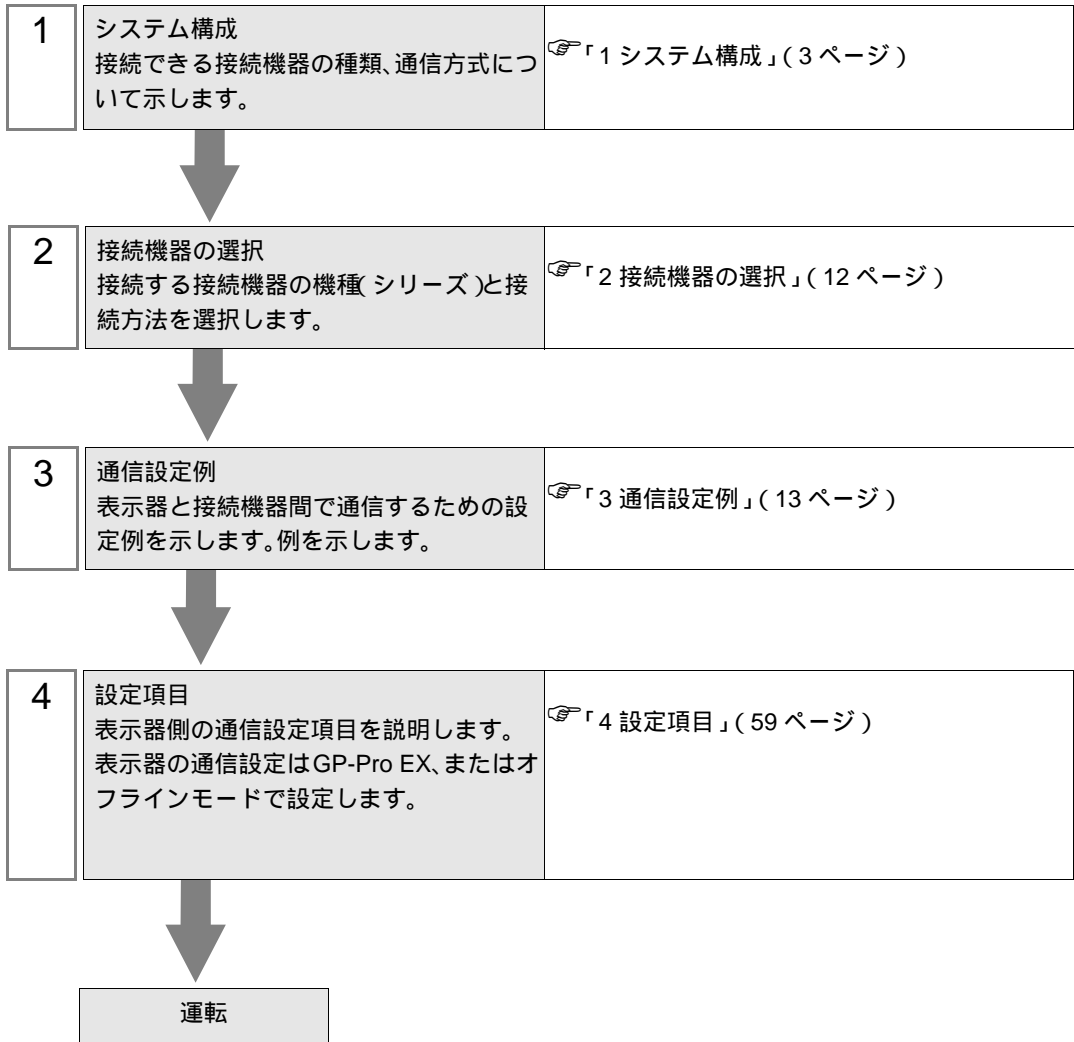 1
システム構成
接続できる接続機器の種類、通信方式につ
いて示します。
☞「1 システム構成」(3 ページ)
2
接続機器の選択
接続する接続機器の機種(シリーズ)と接
続方法を選択します。
☞「2 接続機器の選択」(12 ページ)
3
通信設定例
表示器と接続機器間で通信するための設
定例を示します。例を示します。
☞「3 通信設定例」(13 ページ)
4
設定項目
表示器側の通信設定項目を説明します。
表示器の通信設定はGP-Pro EX、またはオ
フラインモードで設定します。
☞「4 設定項目」(59 ページ)
運転